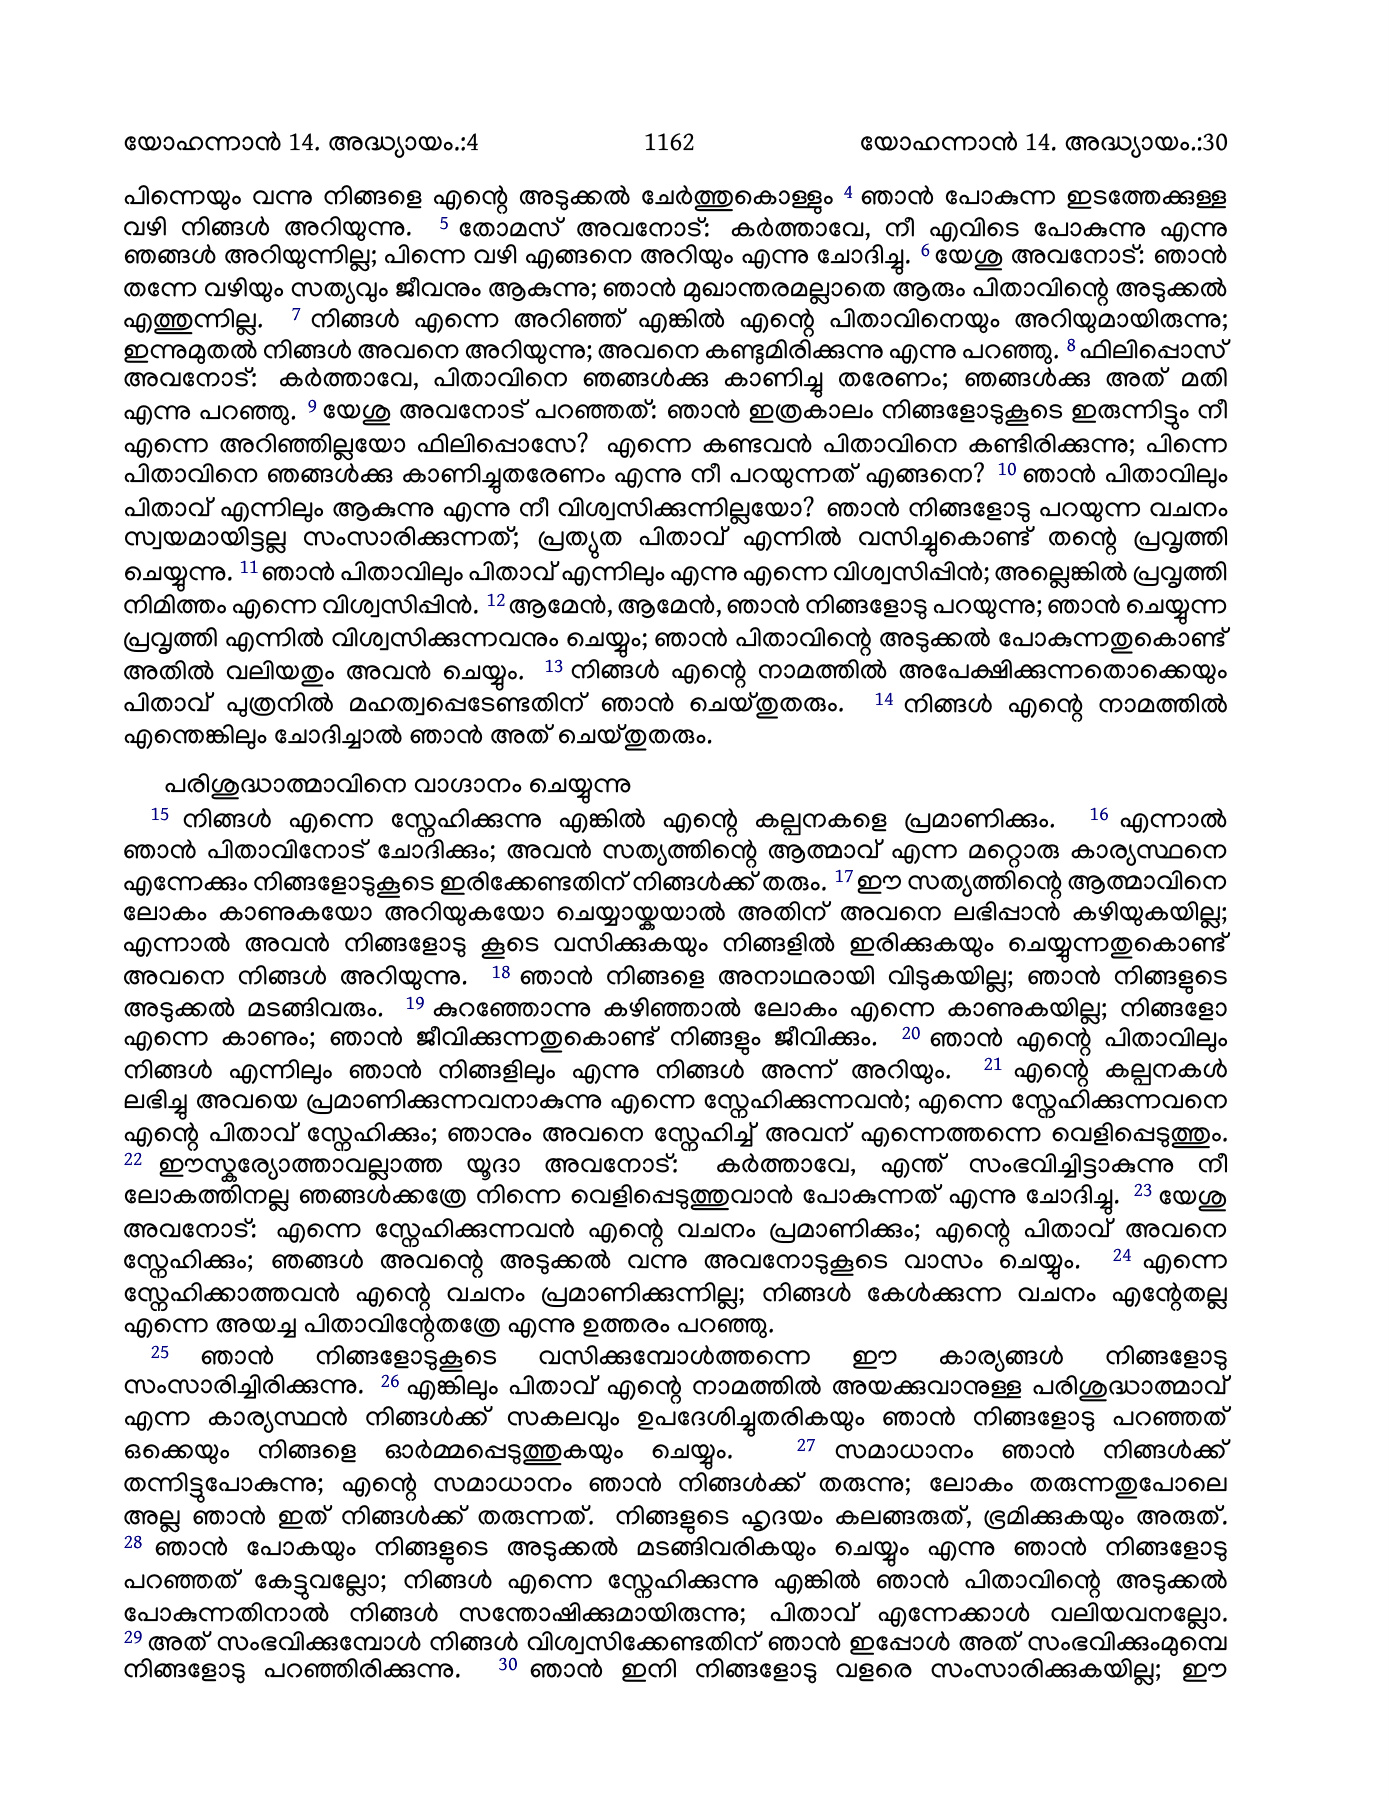 യോഹന്നാൻ 14. അദ്ധ്യായം.:4 1162 യോഹന്നാൻ 14. അദ്ധ്യായം.:30
പിന്നെയും വന്നു നിങ്ങളെ എന്റെ അടുക്കൽ ചേർത്തുകൊള്ളും 4 ഞാൻ പോകുന്ന ഇടത്തേക്കുള്ള
വഴി നിങ്ങൾ അറിയുന്നു. 5 തോമസ് അവനോട്: കർത്താവേ, നീ എവിടെ പോകുന്നു എന്നു
ഞങ്ങൾ അറിയുന്നില്ല; പിന്നെ വഴി എങ്ങനെ അറിയും എന്നു ചോദിച്ചു. 6 യേശു അവനോട്: ഞാൻ
തന്നേ വഴിയും സത്യവും ജീവനും ആകുന്നു; ഞാൻ മുഖാന്തരമല്ലാതെ ആരും പിതാവിന്റെ അടുക്കൽ
എത്തുന്നില്ല. 7 നിങ്ങൾ എന്നെ അറിഞ്ഞ് എങ്കിൽ എന്റെ പിതാവിനെയും അറിയുമായിരുന്നു;
ഇന്നുമുതൽ നിങ്ങൾ അവനെ അറിയുന്നു; അവനെ കണ്ടുമിരിക്കുന്നു എന്നു പറഞ്ഞു. 8 ഫിലിപ്പൊസ്
അവനോട്: കർത്താവേ, പിതാവിനെ ഞങ്ങൾക്കു കാണിച്ചു തരേണം; ഞങ്ങൾക്കു അത് മതി
എന്നു പറഞ്ഞു. 9 യേശു അവനോട് പറഞ്ഞത്: ഞാൻ ഇത്രകാലം നിങ്ങളോടുകൂടെ ഇരുന്നിട്ടും നീ
എന്നെ അറിഞ്ഞില്ലയോ ഫിലിപ്പൊസേ? എന്നെ കണ്ടവൻ പിതാവിനെ കണ്ടിരിക്കുന്നു; പിന്നെ
പിതാവിനെ ഞങ്ങൾക്കു കാണിച്ചുതരേണം എന്നു നീ പറയുന്നത് എങ്ങനെ? 10 ഞാൻ പിതാവിലും
പിതാവ് എന്നിലും ആകുന്നു എന്നു നീ വിശ്വസിക്കുന്നില്ലയോ? ഞാൻ നിങ്ങളോടു പറയുന്ന വചനം
സ്വയമായിട്ടല്ല സംസാരിക്കുന്നത്; പ്രത്യുത പിതാവ് എന്നിൽ വസിച്ചുകൊണ്ട് തന്റെ പ്രവൃത്തി
ചെയ്യുന്നു. 11 ഞാൻ പിതാവിലും പിതാവ് എന്നിലും എന്നു എന്നെ വിശ്വസിപ്പിൻ; അല്ലെങ്കിൽ പ്രവൃത്തി
നിമിത്തം എന്നെ വിശ്വസിപ്പിൻ. 12 ആമേൻ, ആമേൻ, ഞാൻ നിങ്ങളോടു പറയുന്നു; ഞാൻ ചെയ്യുന്ന
പ്രവൃത്തി എന്നിൽ വിശ്വസിക്കുന്നവനും ചെയ്യും; ഞാൻ പിതാവിന്റെ അടുക്കൽ പോകുന്നതുകൊണ്ട്
അതിൽ വലിയതും അവൻ ചെയ്യും. 13 നിങ്ങൾ എന്റെ നാമത്തിൽ അപേക്ഷിക്കുന്നതൊക്കെയും
പിതാവ് പുത്രനിൽ മഹത്വപ്പെടേണ്ടതിന് ഞാൻ ചെയ്തുതരും. 14 നിങ്ങൾ എന്റെ നാമത്തിൽ
എന്തെങ്കിലും ചോദിച്ചാൽ ഞാൻ അത് ചെയ്തുതരും.
പരിശുദ്ധാത്മാവിനെ വാഗ്ദാനം ചെയ്യുന്നു
15 നിങ്ങൾ എന്നെ സ്നേഹിക്കുന്നു എങ്കിൽ എന്റെ കല്പനകളെ പ്രമാണിക്കും. 16 എന്നാൽ
ഞാൻ പിതാവിനോട് ചോദിക്കും; അവൻ സത്യത്തിന്റെ ആത്മാവ് എന്ന മറ്റൊരു കാര്യസ്ഥനെ
എന്നേക്കും നിങ്ങളോടുകൂടെ ഇരിക്കേണ്ടതിന് നിങ്ങൾക്ക് തരും. 17 ഈ സത്യത്തിന്റെ ആത്മാവിനെ
ലോകം കാണുകയോ അറിയുകയോ ചെയ്യായ്കയാൽ അതിന് അവനെ ലഭിപ്പാൻ കഴിയുകയില്ല;
എന്നാൽ അവൻ നിങ്ങളോടു കൂടെ വസിക്കുകയും നിങ്ങളിൽ ഇരിക്കുകയും ചെയ്യുന്നതുകൊണ്ട്
അവനെ നിങ്ങൾ അറിയുന്നു. 18 ഞാൻ നിങ്ങളെ അനാഥരായി വിടുകയില്ല; ഞാൻ നിങ്ങളുടെ
അടുക്കൽ മടങ്ങിവരും. 19 കുറഞ്ഞോന്നു കഴിഞ്ഞാൽ ലോകം എന്നെ കാണുകയില്ല; നിങ്ങളോ
എന്നെ കാണും; ഞാൻ ജീവിക്കുന്നതുകൊണ്ട് നിങ്ങളും ജീവിക്കും. 20 ഞാൻ എന്റെ പിതാവിലും
നിങ്ങൾ എന്നിലും ഞാൻ നിങ്ങളിലും എന്നു നിങ്ങൾ അന്ന് അറിയും. 21 എന്റെ കല്പനകൾ
ലഭിച്ചു അവയെ പ്രമാണിക്കുന്നവനാകുന്നു എന്നെ സ്നേഹിക്കുന്നവൻ; എന്നെ സ്നേഹിക്കുന്നവനെ
എന്റെ പിതാവ് സ്നേഹിക്കും; ഞാനും അവനെ സ്നേഹിച്ച് അവന് എന്നെത്തന്നെ വെളിപ്പെടുത്തും.
22 ഈസ്കര്യോത്താവല്ലാത്ത യൂദാ അവനോട്: കർത്താവേ, എന്ത് സംഭവിച്ചിട്ടാകുന്നു നീ
ലോകത്തിനല്ല ഞങ്ങൾക്കത്രേ നിന്നെ വെളിപ്പെടുത്തുവാൻ പോകുന്നത് എന്നു ചോദിച്ചു. 23 യേശു
അവനോട്: എന്നെ സ്നേഹിക്കുന്നവൻ എന്റെ വചനം പ്രമാണിക്കും; എന്റെ പിതാവ് അവനെ
സ്നേഹിക്കും; ഞങ്ങൾ അവന്റെ അടുക്കൽ വന്നു അവനോടുകൂടെ വാസം ചെയ്യും. 24 എന്നെ
സ്നേഹിക്കാത്തവൻ എന്റെ വചനം പ്രമാണിക്കുന്നില്ല; നിങ്ങൾ കേൾക്കുന്ന വചനം എന്റേതല്ല
എന്നെ അയച്ച പിതാവിന്റേതത്രേ എന്നു ഉത്തരം പറഞ്ഞു.
25 ഞാൻ നിങ്ങളോടുകൂടെ വസിക്കുമ്പോൾത്തന്നെ ഈ കാര്യങ്ങൾ നിങ്ങളോടു
സംസാരിച്ചിരിക്കുന്നു. 26 എങ്കിലും പിതാവ് എന്റെ നാമത്തിൽ അയക്കുവാനുള്ള പരിശുദ്ധാത്മാവ്
എന്ന കാര്യസ്ഥൻ നിങ്ങൾക്ക് സകലവും ഉപദേശിച്ചുതരികയും ഞാൻ നിങ്ങളോടു പറഞ്ഞത്
ഒക്കെയും നിങ്ങളെ ഓർമ്മപ്പെടുത്തുകയും ചെയ്യും. 27 സമാധാനം ഞാൻ നിങ്ങൾക്ക്
തന്നിട്ടുപോകുന്നു; എന്റെ സമാധാനം ഞാൻ നിങ്ങൾക്ക് തരുന്നു; ലോകം തരുന്നതുപോലെ
അല്ല ഞാൻ ഇത് നിങ്ങൾക്ക് തരുന്നത്. നിങ്ങളുടെ ഹൃദയം കലങ്ങരുത്, ഭ്രമിക്കുകയും അരുത്.
28 ഞാൻ പോകയും നിങ്ങളുടെ അടുക്കൽ മടങ്ങിവരികയും ചെയ്യും എന്നു ഞാൻ നിങ്ങളോടു
പറഞ്ഞത് കേട്ടുവല്ലോ; നിങ്ങൾ എന്നെ സ്നേഹിക്കുന്നു എങ്കിൽ ഞാൻ പിതാവിന്റെ അടുക്കൽ
പോകുന്നതിനാൽ നിങ്ങൾ സന്തോഷിക്കുമായിരുന്നു; പിതാവ് എന്നേക്കാൾ വലിയവനല്ലോ.
29 അത് സംഭവിക്കുമ്പോൾ നിങ്ങൾ വിശ്വസിക്കേണ്ടതിന് ഞാൻ ഇപ്പോൾ അത് സംഭവിക്കുംമുമ്പെ
നിങ്ങളോടു പറഞ്ഞിരിക്കുന്നു. 30 ഞാൻ ഇനി നിങ്ങളോടു വളരെ സംസാരിക്കുകയില്ല; ഈ